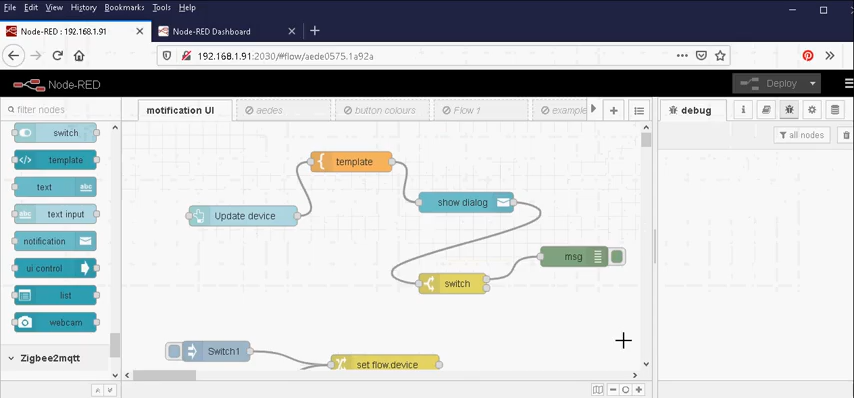 File Edit View History Bookmarks Tools Help
Node-RED : 192.168.1.91
Node-RED Dashboard
192.168.1.91:2030/#flow/aede0575.1a92a
Node-RED
Deploy
filter nodes
motification UI
aedes
button colours
Flow 1
example
debug
switch
template
text
abc
text input
abc
notification
ui control
list
webcam
Zigbee2mqtt
all nodes
template
show dialog
Update device
msg
switch
Switch1
set flow.device